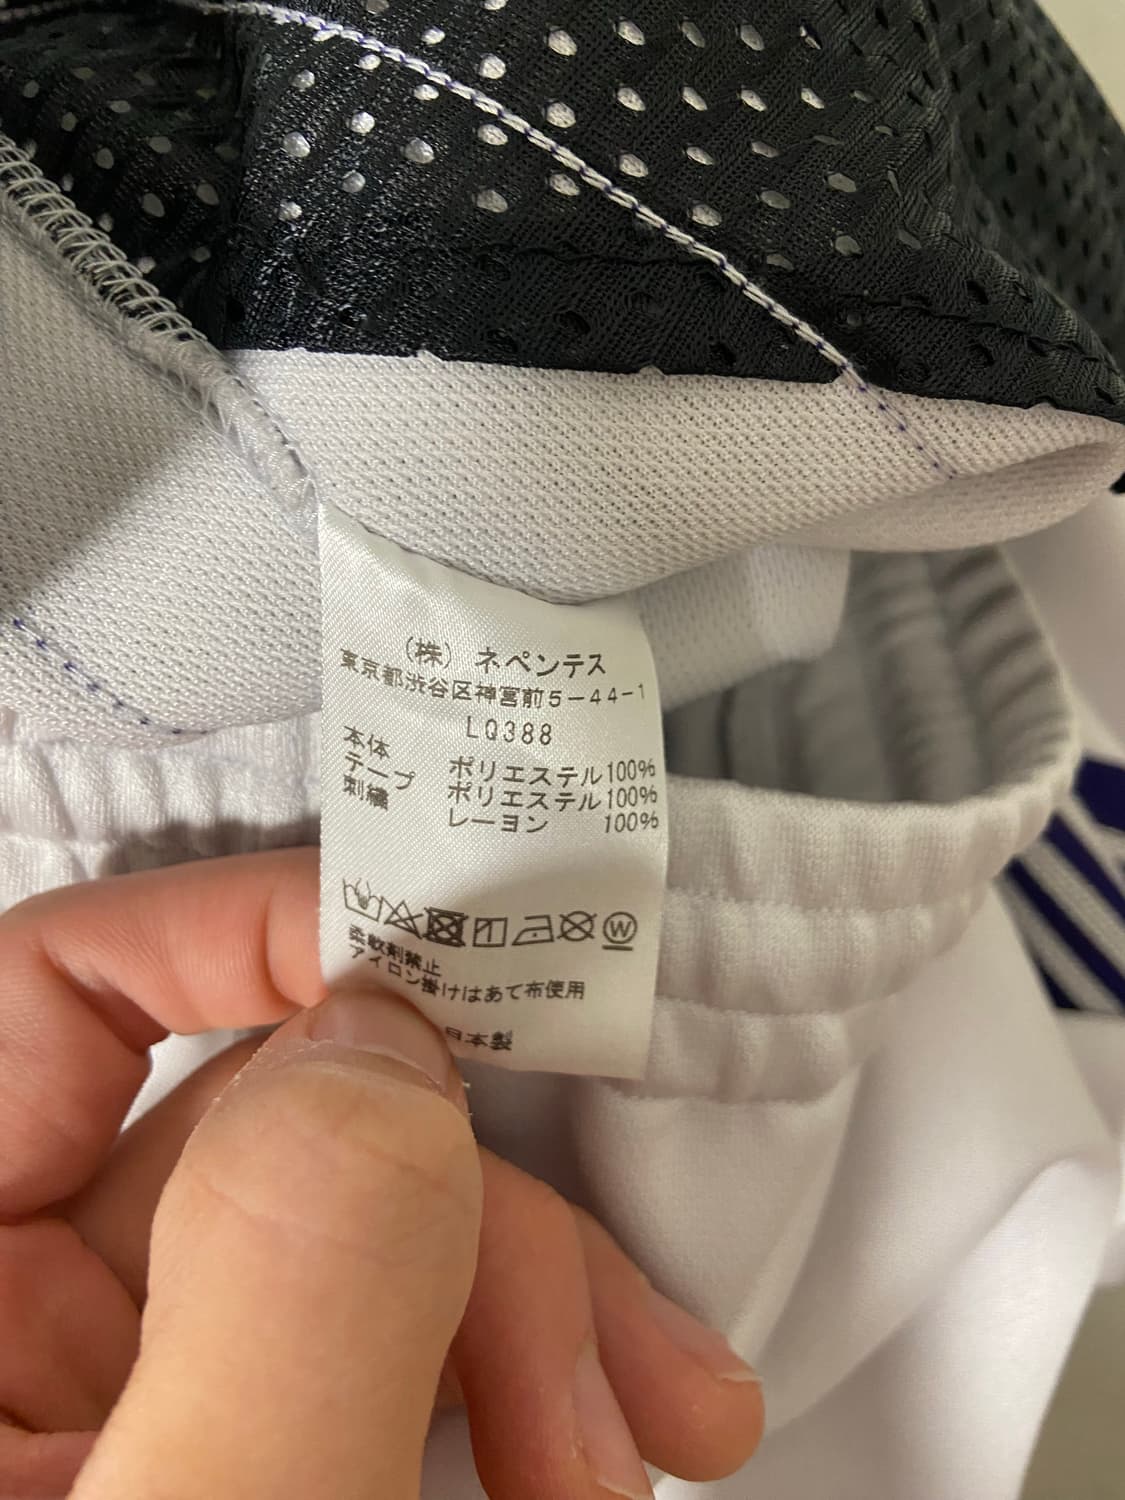 (株) ネペンテス
東京都渋谷区神宮前5-44-1
LQ388
本体 ポリエステル100%
テープ ポリエステル100%
刺繍 レーヨン 100%
W
柔軟剤禁止
アイロン掛けはあて布使用
日本製